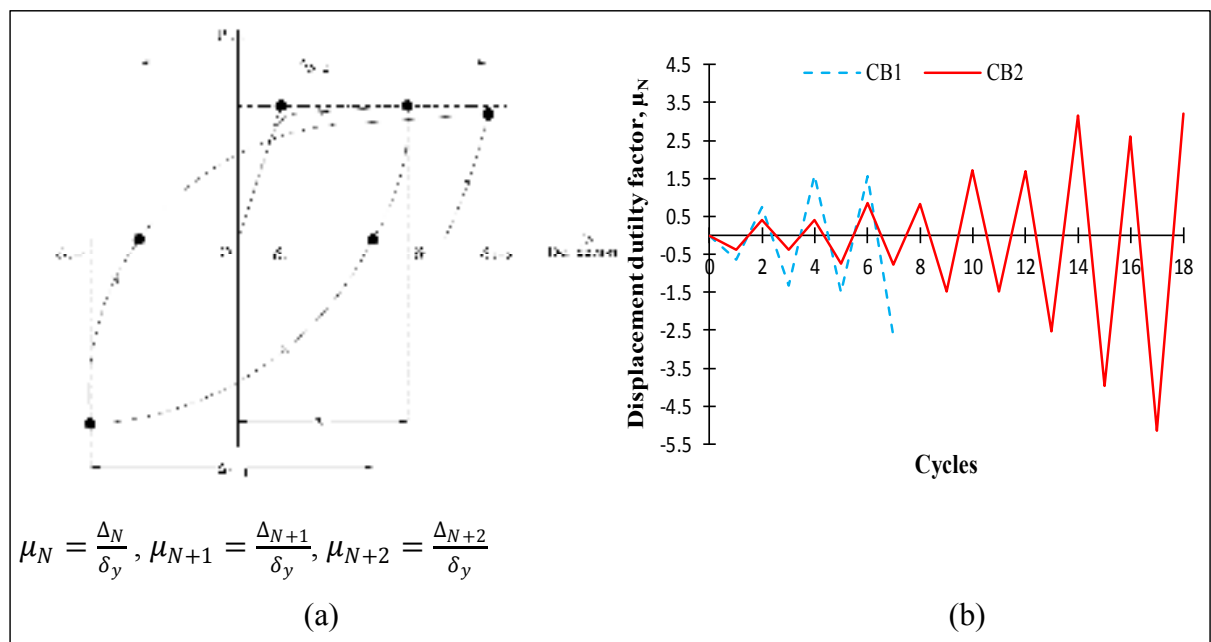 4.5
3.5
2.5
1.5
0.5
-0.5
-1.5
-2.5
-3.5
-4.5
-5.5
CB1
CB2
Displacement dutilty factor, μN
0 2 4 6 8 10 12 14 16 18
Cycles
μN = ΔN/δy , μN+1 = ΔN+1/δy, μN+2 = ΔN+2/δy
(a)
(b)